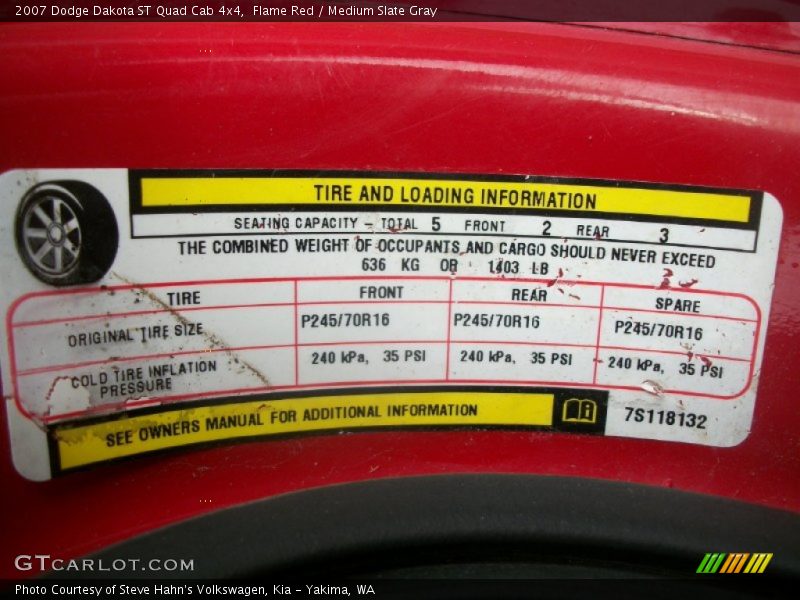 2007 Dodge Dakota ST Quad Cab 4x4,  Flame Red / Medium Slate Gray
TIRE AND LOADING INFORMATION
SEATING CAPACITY – TOTAL 5 FRONT 2 REAR 3
THE COMBINED WEIGHT OF OCCUPANTS AND CARGO SHOULD NEVER EXCEED
636 KG OR 1403 LB
TIRE FRONT REAR SPARE
ORIGINAL TIRE SIZE P245/70R16 P245/70R16 P245/70R16
COLD TIRE INFLATION PRESSURE 240 kPa, 35 PSI 240 kPa, 35 PSI 240 kPa, 35 PSI
SEE OWNERS MANUAL FOR ADDITIONAL INFORMATION
7S118132
GTCARLOT.COM
Photo Courtesy of Steve Hahn's Volkswagen, Kia – Yakima, WA